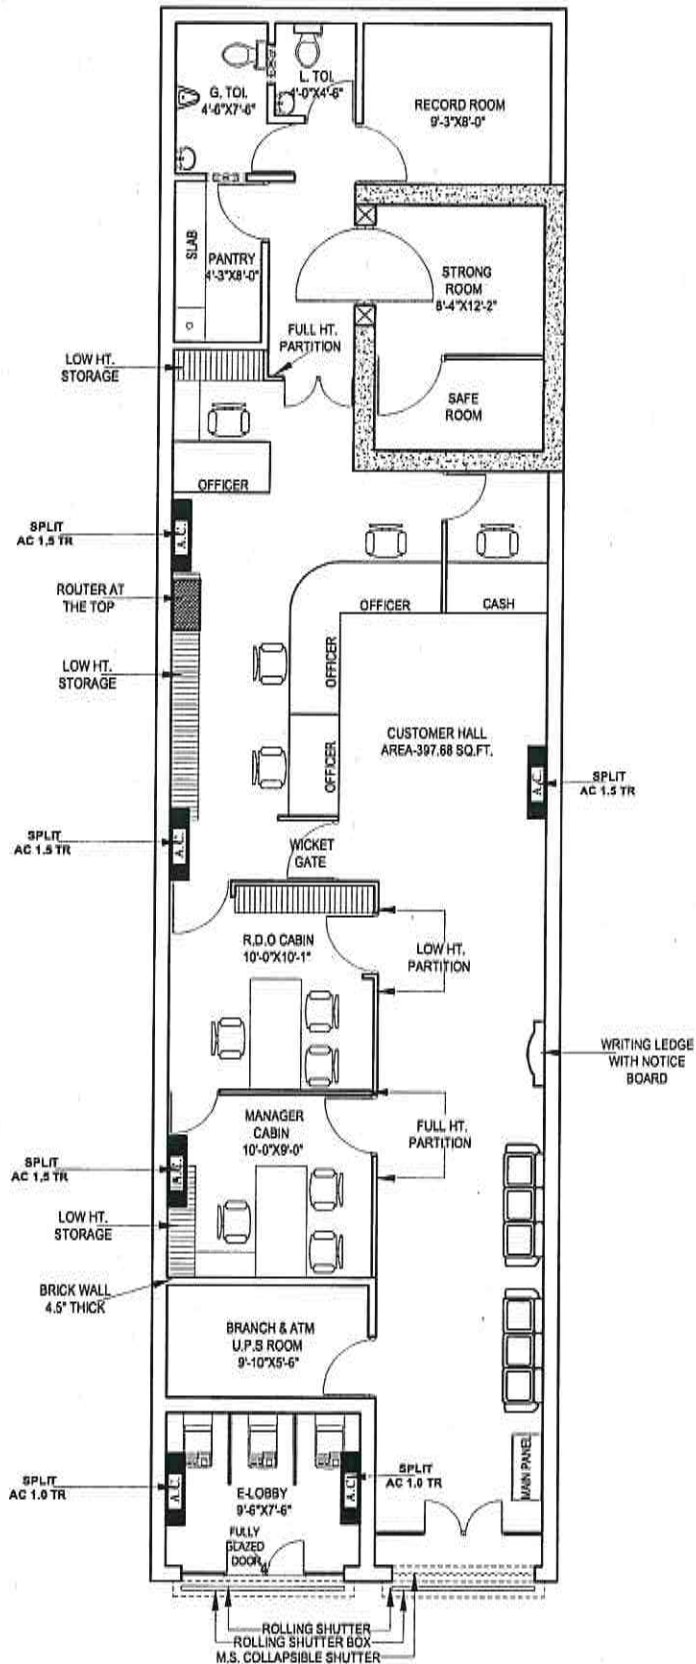 G. TOI.
4'-6"X7'-6"
L. TOI.
4'-0"X4'-6"
RECORD ROOM
9'-3"X8'-0"
SLAB
PANTRY
4'-3"X8'-0"
STRONG
ROOM
8'-4"X12'-2"
FULL HT.
PARTITION
LOW HT.
STORAGE
SAFE
ROOM
OFFICER
SPLIT
AC 1.5 TR
A.C.
ROUTER AT
THE TOP
OFFICER
CASH
OFFICER
LOW HT.
STORAGE
CUSTOMER HALL
AREA-397.68 SQ.FT.
OFFICER
A.C.
SPLIT
AC 1.5 TR
SPLIT
AC 1.5 TR
A.C.
WICKET
GATE
R.D.O CABIN
10'-0"X10'-1"
LOW HT.
PARTITION
WRITING LEDGE
WITH NOTICE
BOARD
MANAGER
CABIN
10'-0"X9'-0"
FULL HT.
PARTITION
SPLIT
AC 1.5 TR
A.C.
LOW HT.
STORAGE
BRICK WALL
4.5" THICK
BRANCH & ATM
U.P.S ROOM
9'-10"X5'-6"
MAIN PANEL
SPLIT
AC 1.0 TR
A.C.
E-LOBBY
9'-6"X7'-6"
A.C.
SPLIT
AC 1.0 TR
FULLY
GLAZED
DOOR
4'
ROLLING SHUTTER
ROLLING SHUTTER BOX
M.S. COLLAPSIBLE SHUTTER